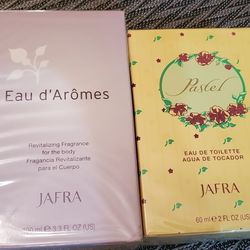 Eau d'Arômes
Revitalizing Fragrance
for the body
Fragancia Revitalizante
para el Cuerpo
JAFRA
100 ml ℮ 3.3 FL OZ (US)
Pastel
EAU DE TOILETTE
AGUA DE TOCADOR
JAFRA
60 ml ℮ 2 FL OZ (US)